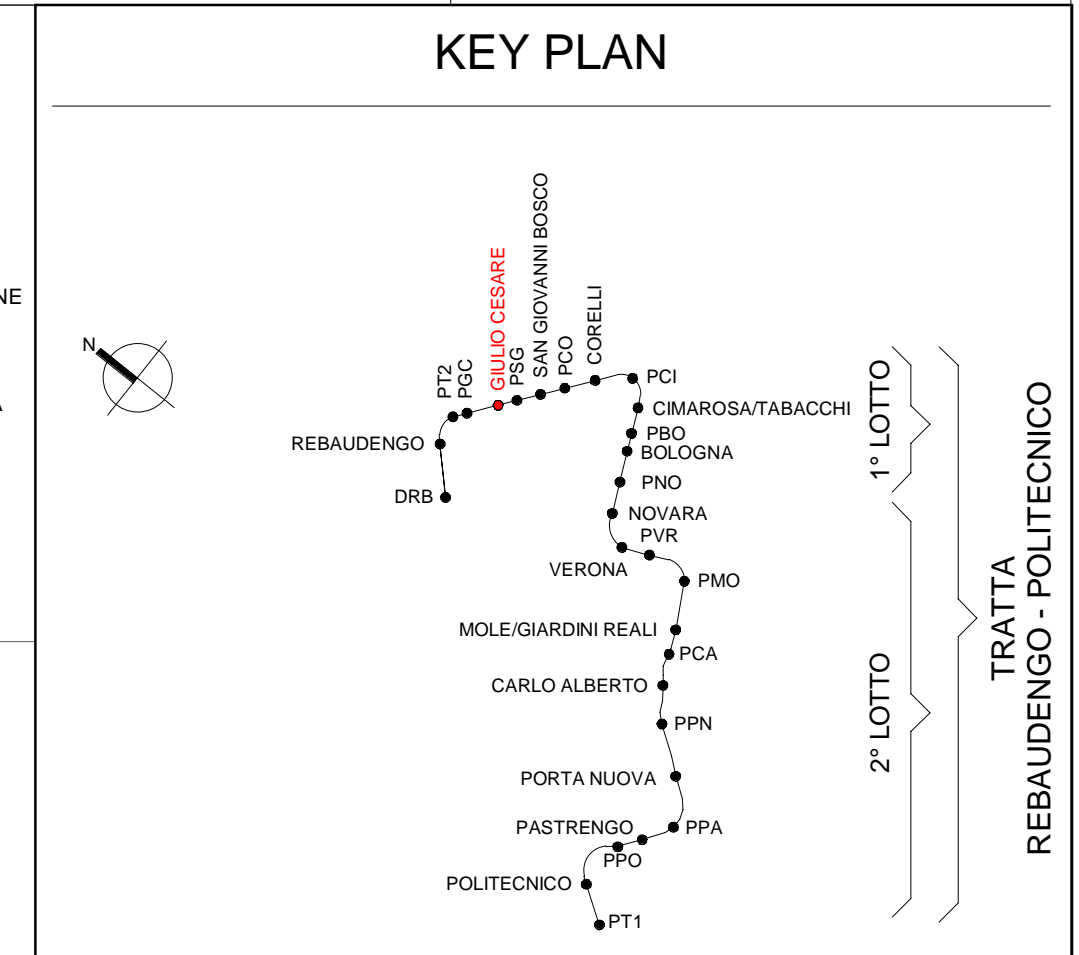 KEY PLAN
NE
A
N
PT2
PGC
GIULIO CESARE
PSG
SAN GIOVANNI BOSCO
PCO
CORELLI
PCI
CIMAROSA/TABACCHI
REBAUDENGO
PBO
BOLOGNA
DRB
PNO
NOVARA
PVR
VERONA
PMO
MOLE/GIARDINI REALI
PCA
CARLO ALBERTO
PPN
PORTA NUOVA
PASTRENGO
PPA
PPO
POLITECNICO
PT1
1° LOTTO
2° LOTTO
TRATTA
REBAUDENGO - POLITECNICO